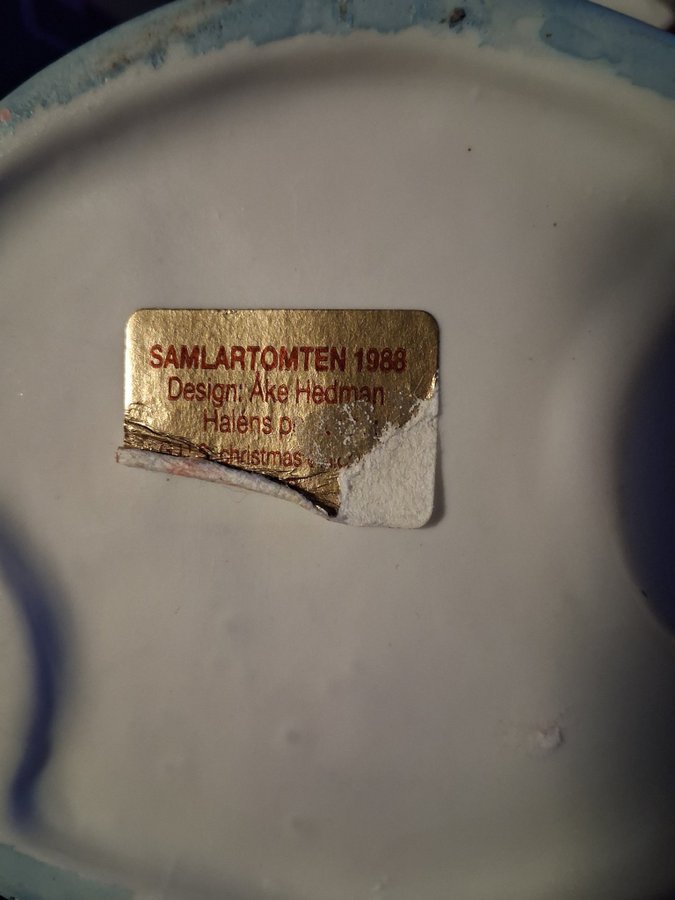 SAMLARTOMTEN 1988
Design: Åke Hedman
Haléns
christmas